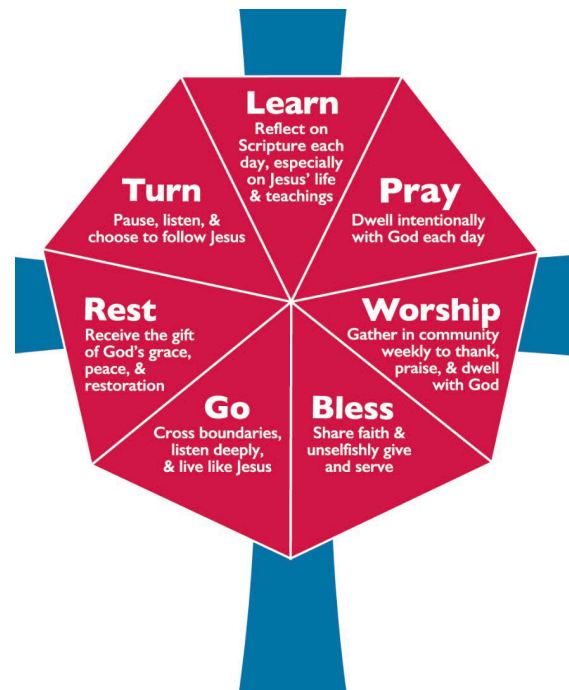 Learn
Reflect on
Scripture each
day, especially
on Jesus’ life
& teachings
Turn
Pause, listen, &
choose to follow Jesus
Pray
Dwell intentionally
with God each day
Rest
Receive the gift
of God’s grace,
peace, &
restoration
Worship
Gather in community
weekly to thank,
praise, & dwell
with God
Go
Cross boundaries,
listen deeply,
& live like Jesus
Bless
Share faith &
unselfishly give
and serve